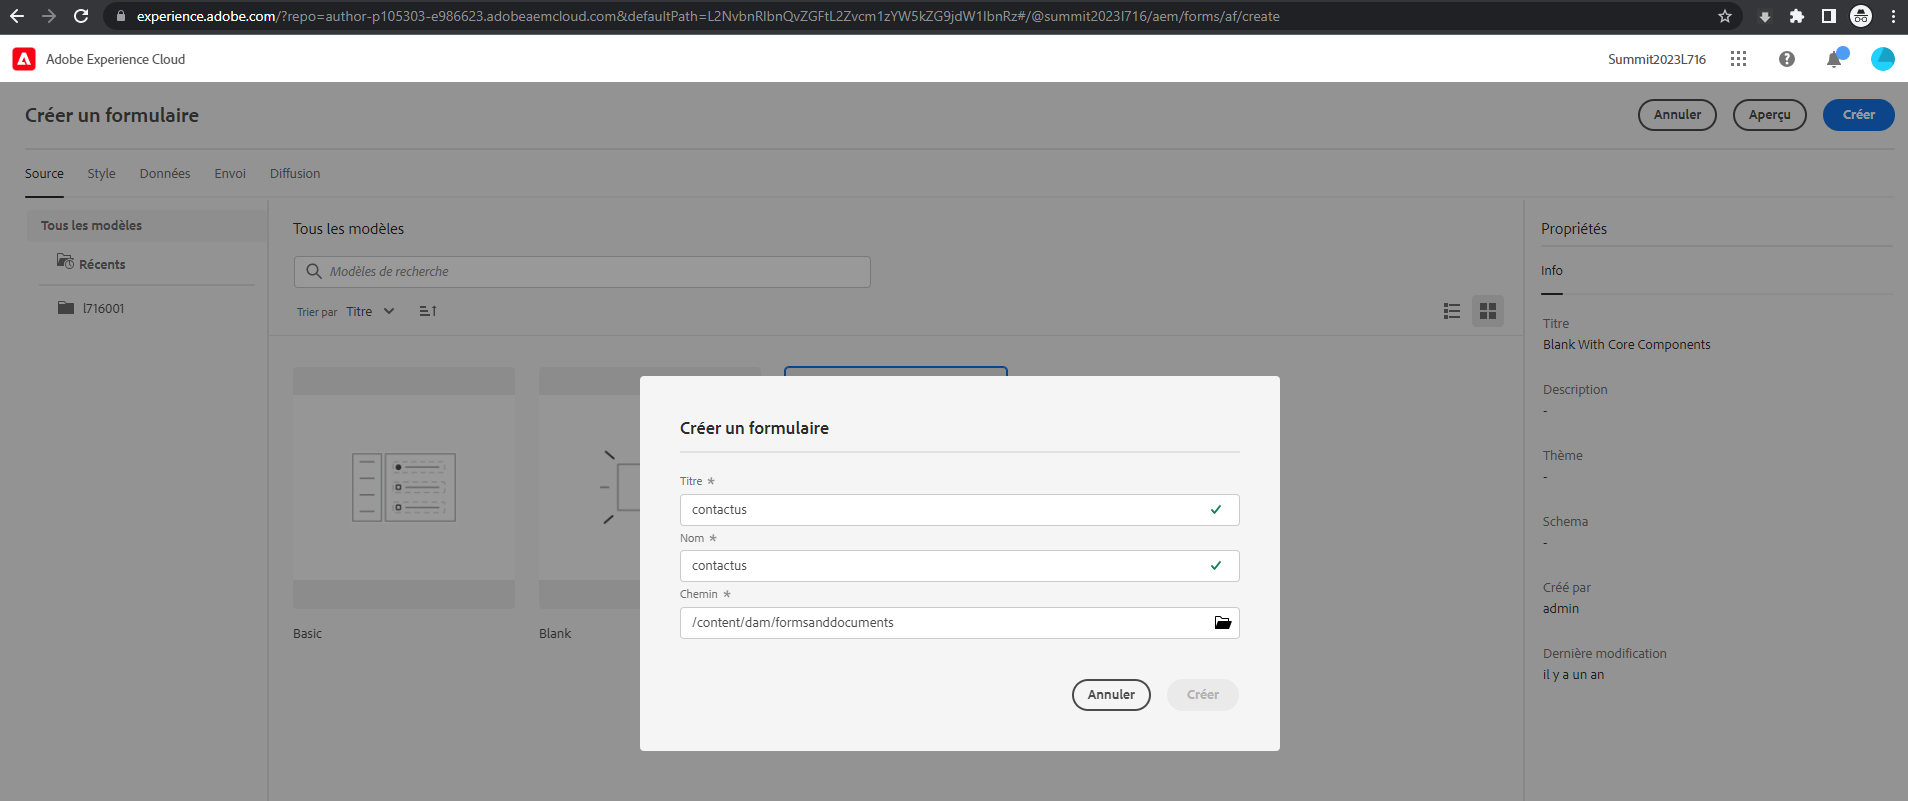 experience.adobe.com/?repo=author-p105303-e986623.adobeaemcloud.com&defaultPath=L2NvbnRlbnQvZGFtL2Zvcm1zYW5kZG9jdW1lbnRz#/@summit2023l716/aem/forms/af/create
Adobe Experience Cloud
Summit2023L716
Créer un formulaire
Annuler
Aperçu
Créer
Source
Style
Données
Envoi
Diffusion
Tous les modèles
Récents
l716001
Tous les modèles
Modèles de recherche
Trier par Titre
Basic
Blank
Créer un formulaire
Titre *
contactus
Nom *
contactus
Chemin *
/content/dam/formsanddocuments
Annuler
Créer
Propriétés
Info
Titre
Blank With Core Components
Description
-
Thème
-
Schema
-
Créé par
admin
Dernière modification
il y a un an